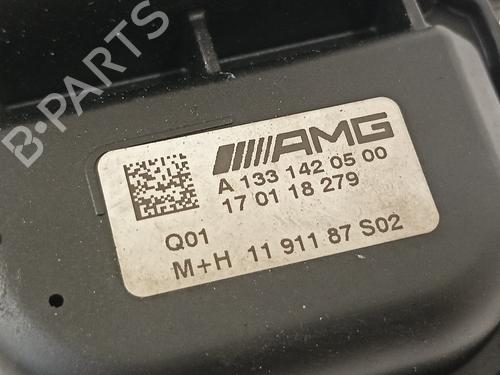 B-PARTS
AMG
A 133 142 05 00
17 01 18 279
Q01
M+H 11 911 87 S02